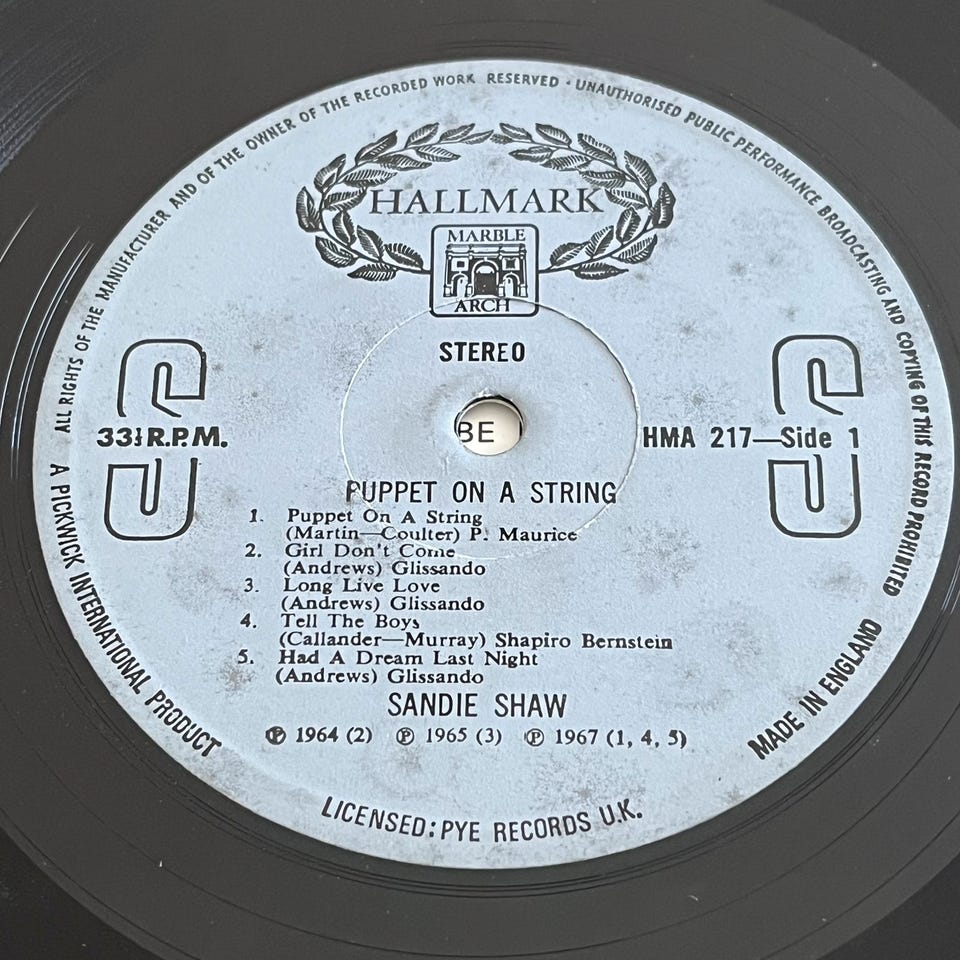 ALL RIGHTS OF THE MANUFACTURER AND OF THE OWNER OF THE RECORDED WORK RESERVED · UNAUTHORISED PUBLIC PERFORMANCE BROADCASTING AND COPYING OF THIS RECORD PROHIBITED
HALLMARK
MARBLE
ARCH
STEREO
S S
33⅓ R.P.M.
BE
HMA 217—Side 1
PUPPET ON A STRING
1. Puppet On A String
(Martin—Coulter) P. Maurice
2. Girl Don't Come
(Andrews) Glissando
3. Long Live Love
(Andrews) Glissando
4. Tell The Boys
(Callander—Murray) Shapiro Bernstein
5. Had A Dream Last Night
(Andrews) Glissando
SANDIE SHAW
℗ 1964 (2) ℗ 1965 (3) ℗ 1967 (1, 4, 5)
A PICKWICK INTERNATIONAL PRODUCT
LICENSED: PYE RECORDS U.K.
MADE IN ENGLAND